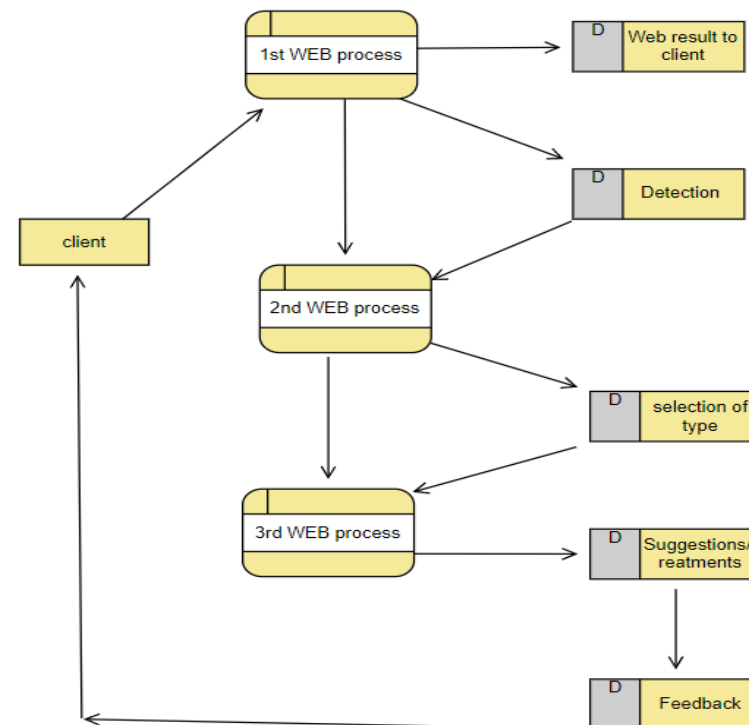 D
Web result to
client
1st WEB process
D
Detection
client
2nd WEB process
D
selection of
type
3rd WEB process
D
Suggestions/
reatments
D
Feedback